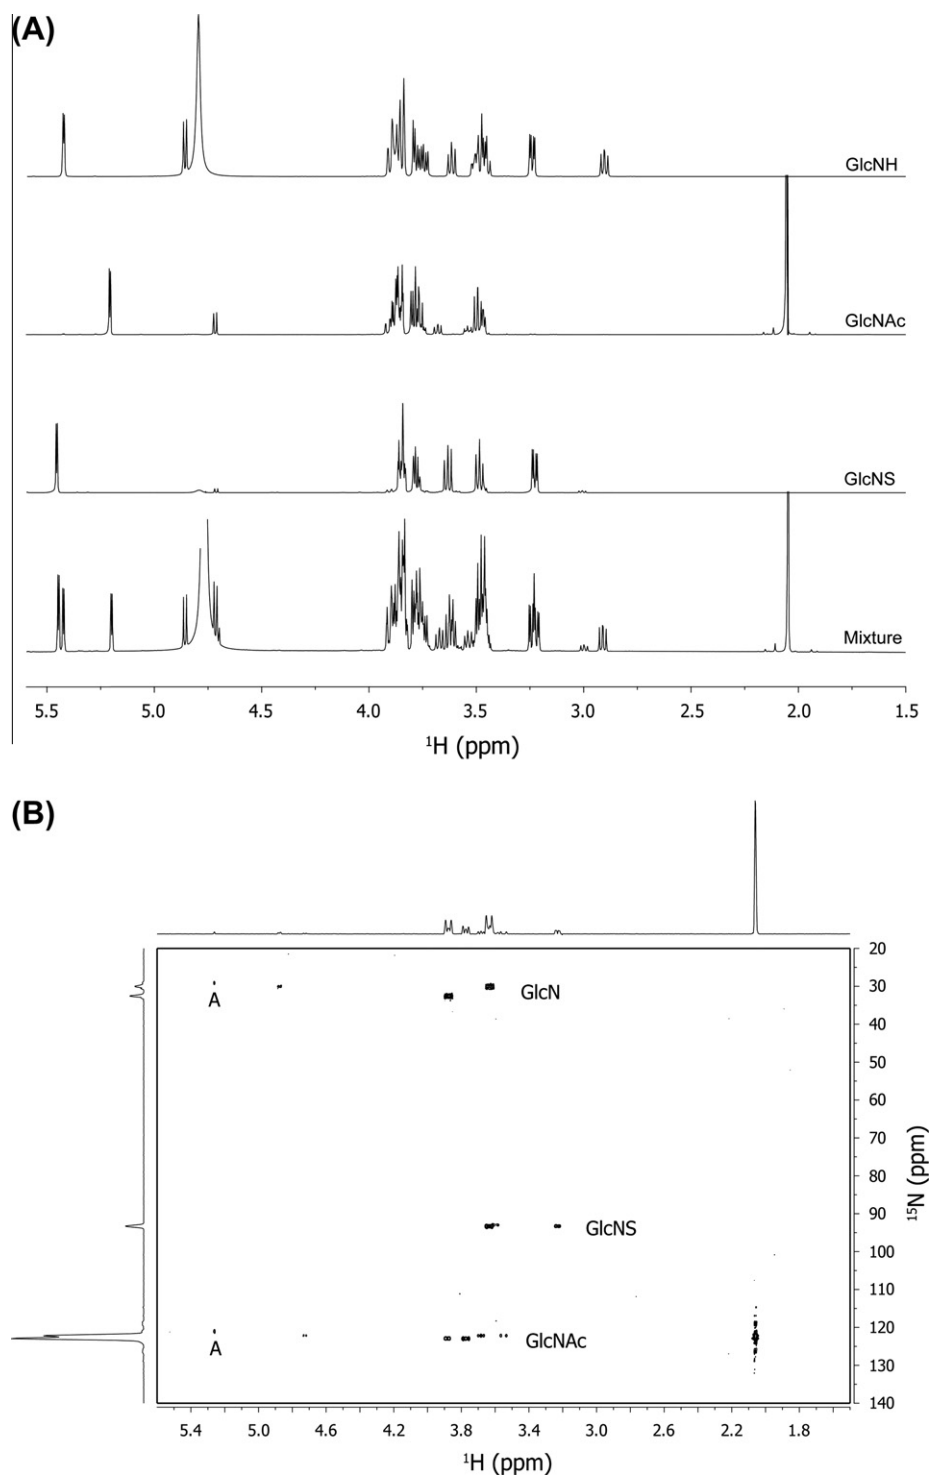 (A)
GlcNH
GlcNAc
GlcNS
Mixture
5.5 5.0 4.5 4.0 3.5 3.0 2.5 2.0 1.5
¹H (ppm)
(B)
20
30
40
50
60
70
80
90
100
110
120
130
140
¹⁵N (ppm)
A
GlcN
GlcNS
A
GlcNAc
5.4 5.0 4.6 4.2 3.8 3.4 3.0 2.6 2.2 1.8
¹H (ppm)